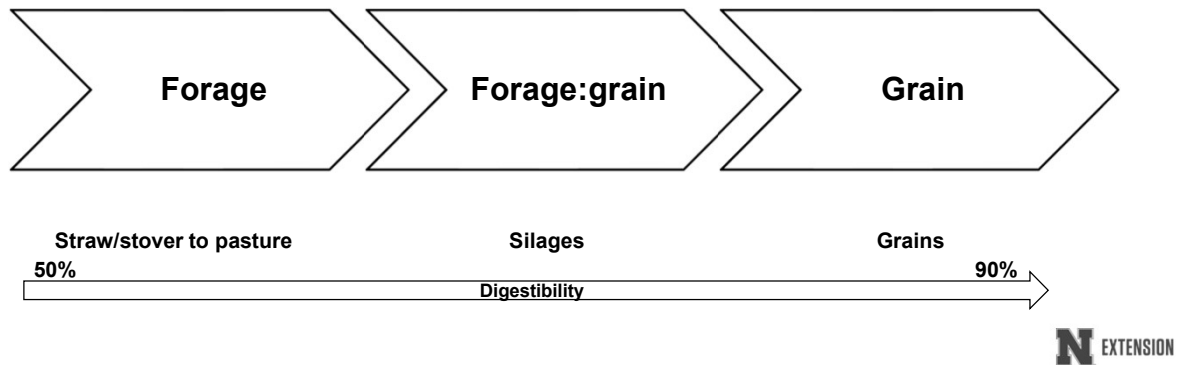 Forage
Forage:grain
Grain
Straw/stover to pasture
Silages
Grains
50%
90%
Digestibility
N EXTENSION